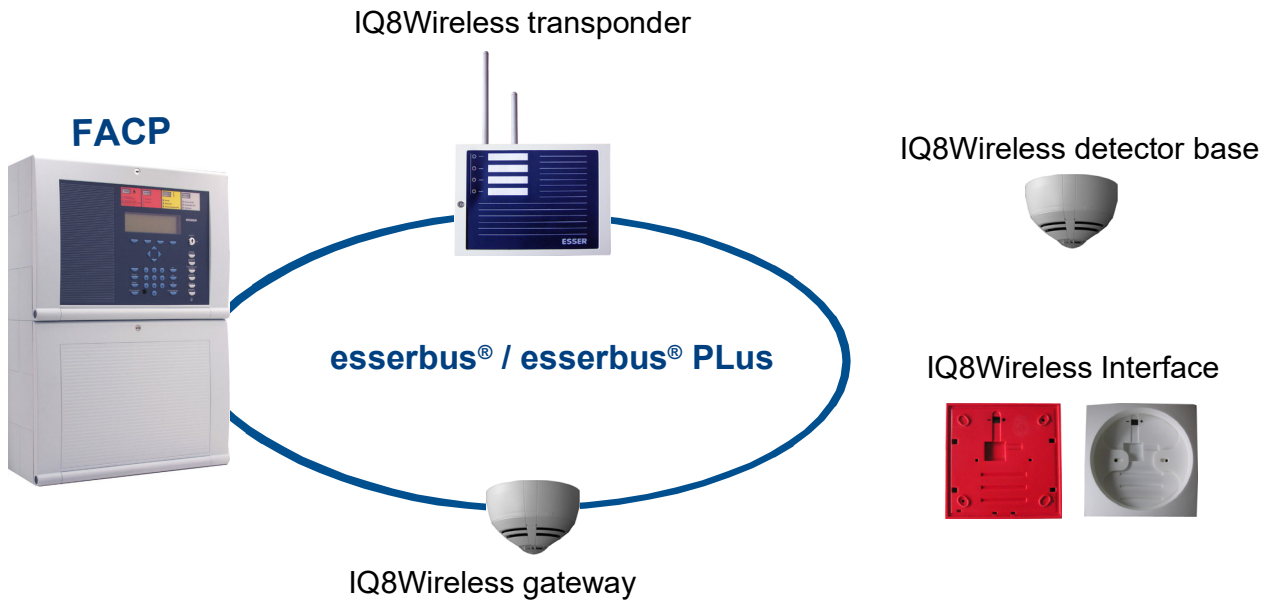 IQ8Wireless transponder
FACP
IQ8Wireless detector base
ESSER
esserbus® / esserbus® PLus
IQ8Wireless Interface
IQ8Wireless gateway